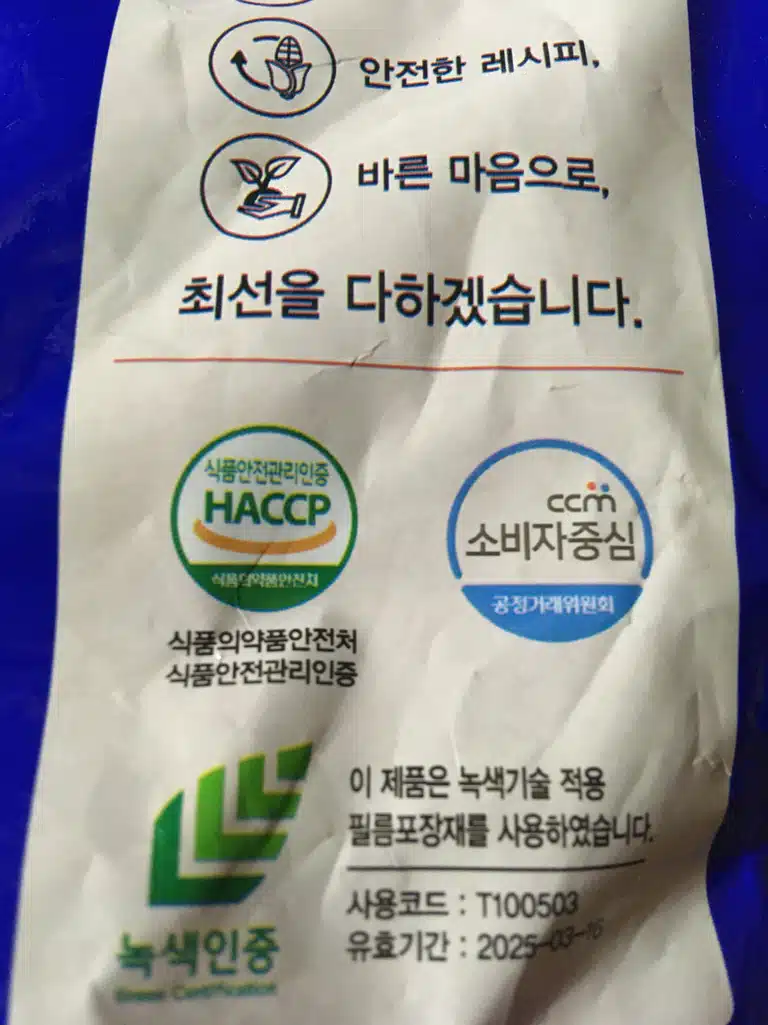 안전한 레시피,
바른 마음으로,
최선을 다하겠습니다.
식품안전관리인증
HACCP
식품의약품안전처
식품의약품안전처
식품안전관리인증
ccm
소비자중심
공정거래위원회
이 제품은 녹색기술 적용
필름포장재를 사용하였습니다.
사용코드 : T100503
유효기간 : 2025-03-16
녹색인증
Green Certification